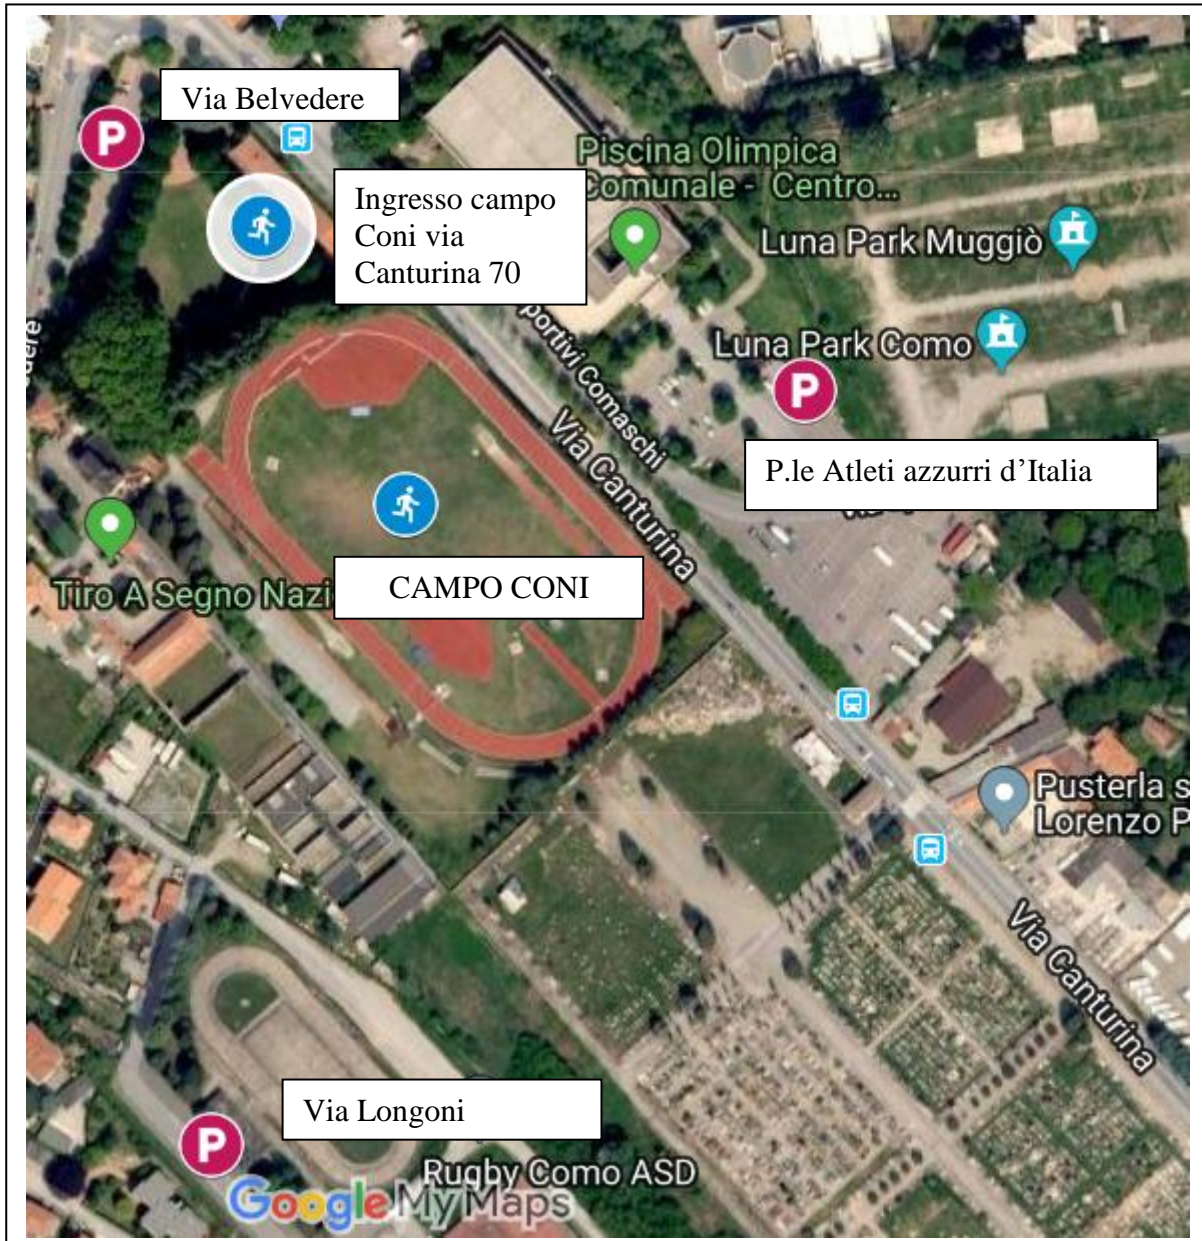 Via Belvedere
P
Ingresso campo
Coni via
Canturina 70
Piscina Olimpica
Comunale - Centro...
Luna Park Muggiò
Luna Park Como
P
portivi Comaschi
Via Canturina
P.le Atleti azzurri d'Italia
CAMPO CONI
Tiro A Segno Nazi
Pusterla s
Lorenzo P
Via Canturina
Via Longoni
P
Rugby Como ASD
Google My Maps